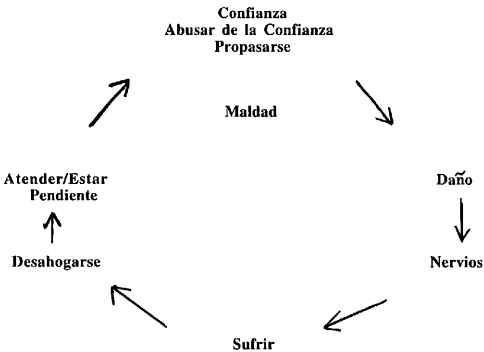 Confianza
Abusar de la Confianza
Propasarse
Maldad
Atender/Estar
Pendiente
Daño
Desahogarse
Nervios
Sufrir